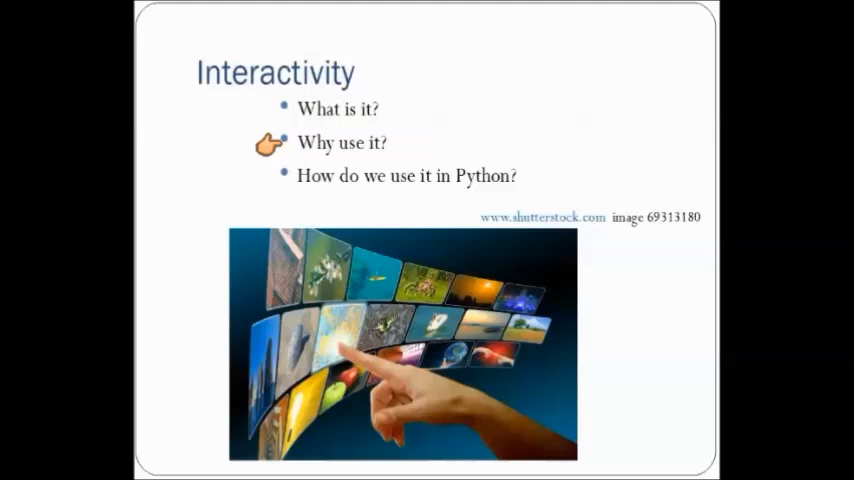 Interactivity
• What is it?
• Why use it?
• How do we use it in Python?
www.shutterstock.com image 69313180